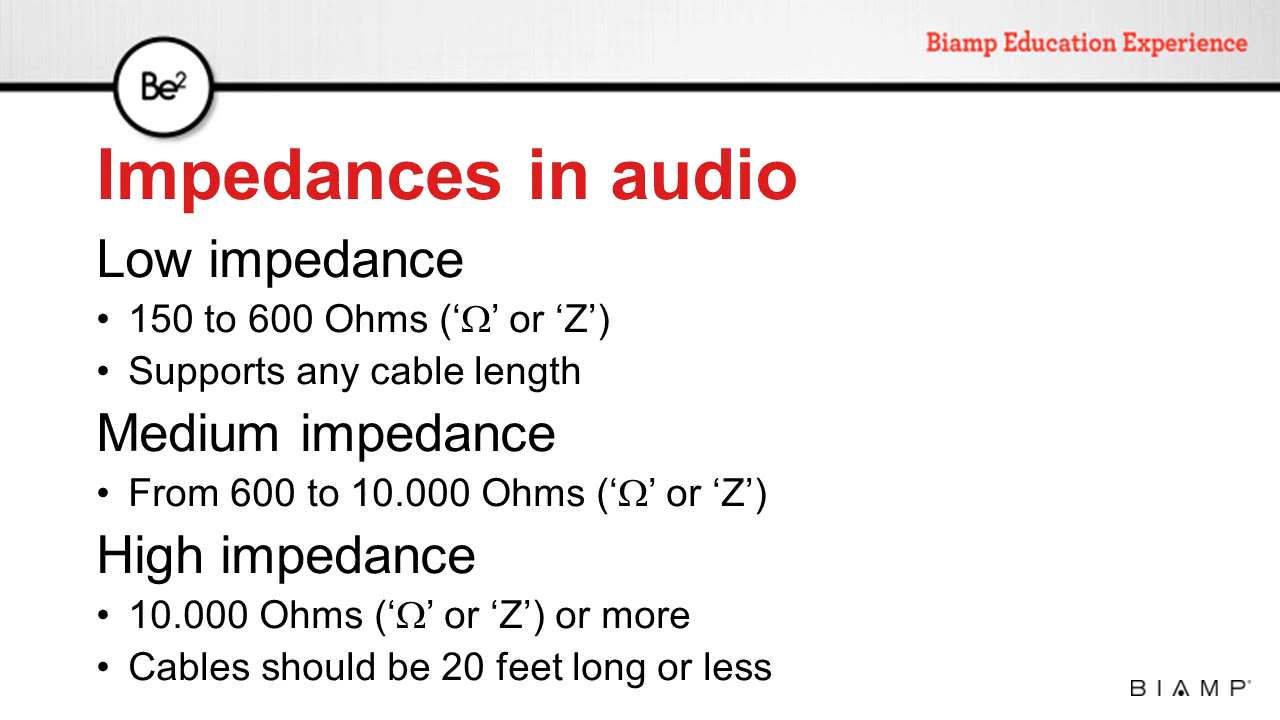 Biamp Education Experience
Be²
Impedances in audio
Low impedance
• 150 to 600 Ohms (‘Ω’ or ‘Z’)
• Supports any cable length
Medium impedance
• From 600 to 10.000 Ohms (‘Ω’ or ‘Z’)
High impedance
• 10.000 Ohms (‘Ω’ or ‘Z’) or more
• Cables should be 20 feet long or less
BIAMP